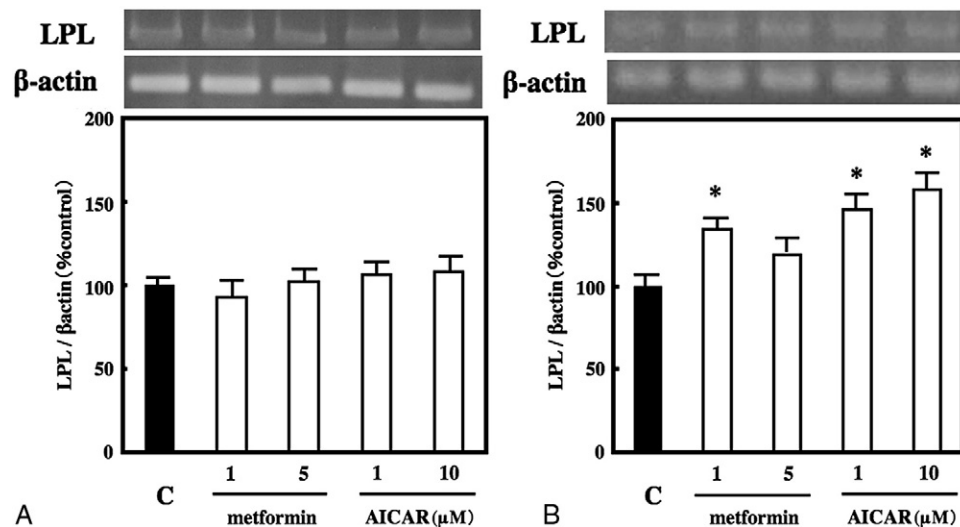 LPL
β-actin
200
150
100
50
0
LPL / βactin (%control)
C
1 5 1 10
metformin AICAR(μM)
A
LPL
β-actin
200
150
100
50
0
LPL / βactin (%control)
* * *
C
1 5 1 10
metformin AICAR(μM)
B